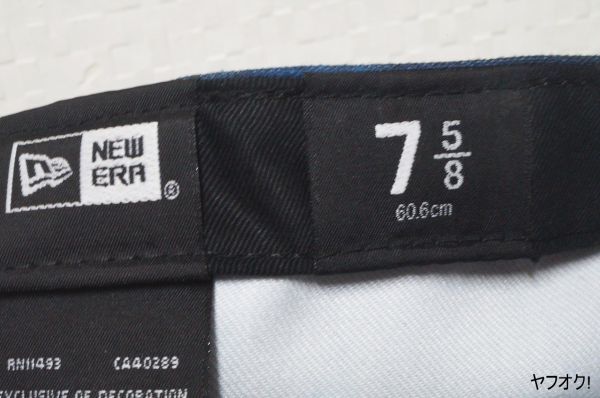 NEW
ERA
®
7 5/8
60.6cm
RN11493 CA40289
EXCLUSIVE OF DECORATION
ヤフオク!